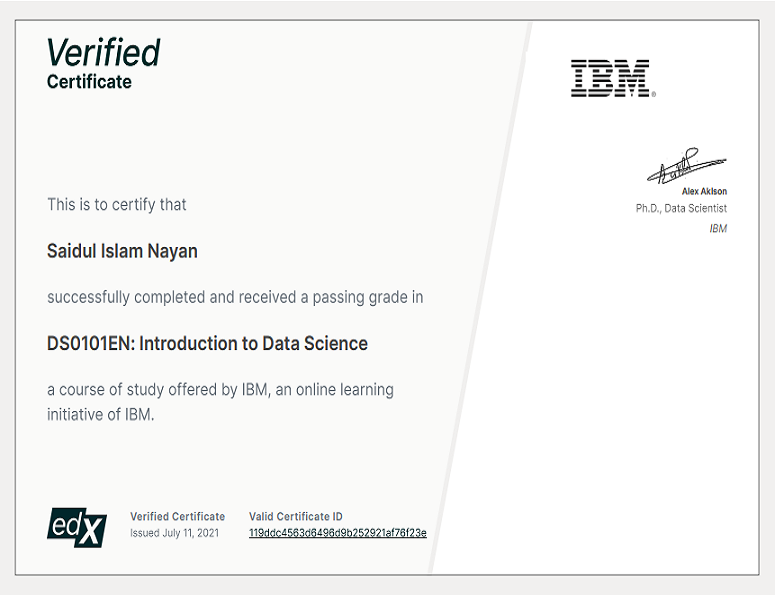 Verified
Certificate
IBM®
Alex Aklson
Ph.D., Data Scientist
IBM
This is to certify that
Saidul Islam Nayan
successfully completed and received a passing grade in
DS0101EN: Introduction to Data Science
a course of study offered by IBM, an online learning
initiative of IBM.
edX
Verified Certificate
Issued July 11, 2021
Valid Certificate ID
119ddc4563d6496d9b252921af76f23e